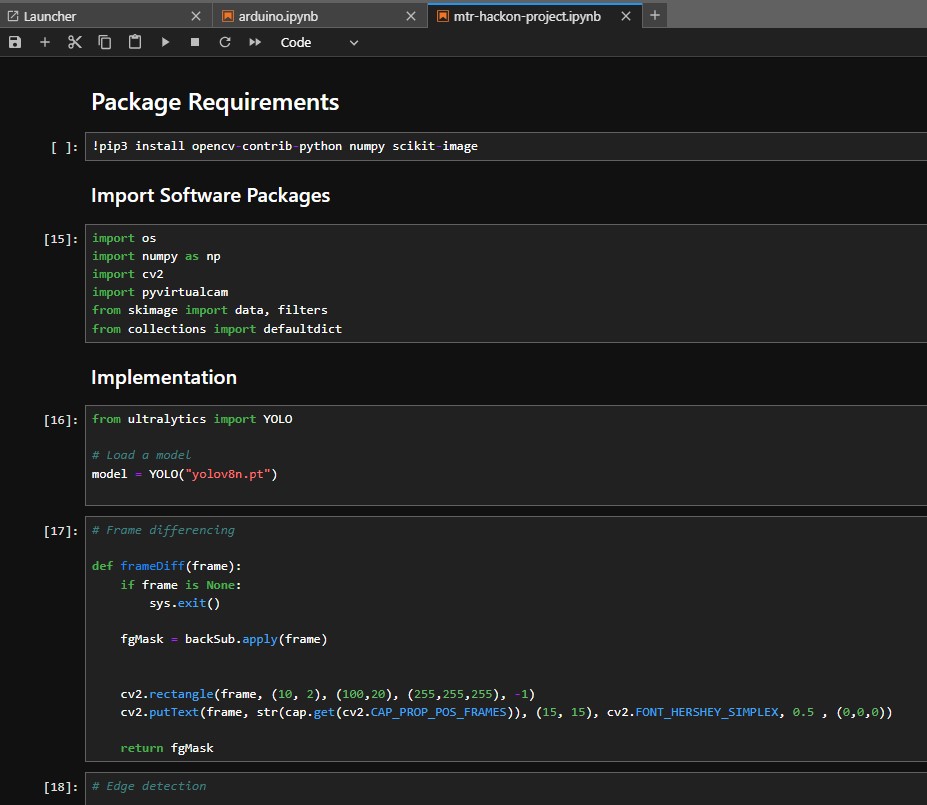 Launcher
arduino.ipynb
mtr-hackon-project.ipynb
Code
Package Requirements
[ ]: !pip3 install opencv-contrib-python numpy scikit-image
Import Software Packages
[15]: import os
import numpy as np
import cv2
import pyvirtualcam
from skimage import data, filters
from collections import defaultdict
Implementation
[16]: from ultralytics import YOLO
# Load a model
model = YOLO("yolov8n.pt")
[17]: # Frame differencing
def frameDiff(frame):
    if frame is None:
        sys.exit()
    fgMask = backSub.apply(frame)
    cv2.rectangle(frame, (10, 2), (100,20), (255,255,255), -1)
    cv2.putText(frame, str(cap.get(cv2.CAP_PROP_POS_FRAMES)), (15, 15), cv2.FONT_HERSHEY_SIMPLEX, 0.5 , (0,0,0))
    return fgMask
[18]: # Edge detection